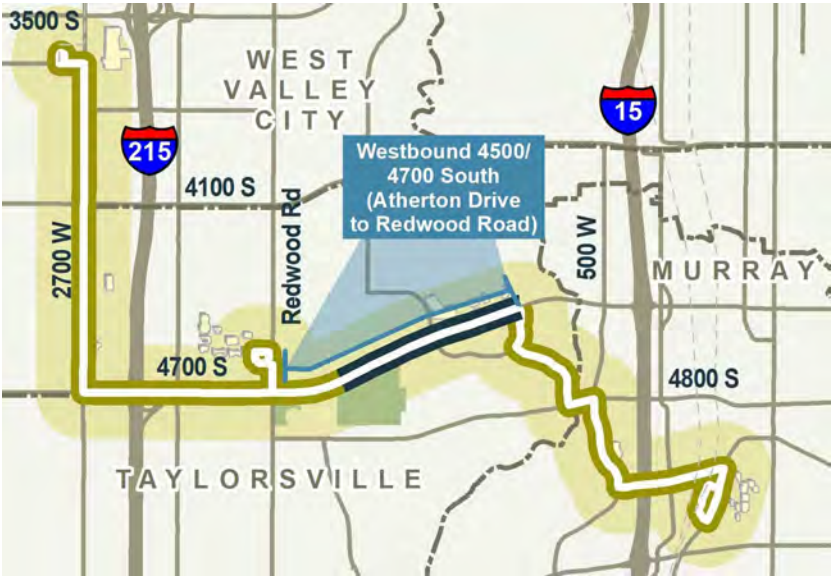 3500 S
WEST
VALLEY
CITY
15
215
Westbound 4500/
4700 South
(Atherton Drive
to Redwood Road)
4100 S
2700 W
Redwood Rd
500 W
MURRAY
4700 S
4800 S
TAYLORSVILLE